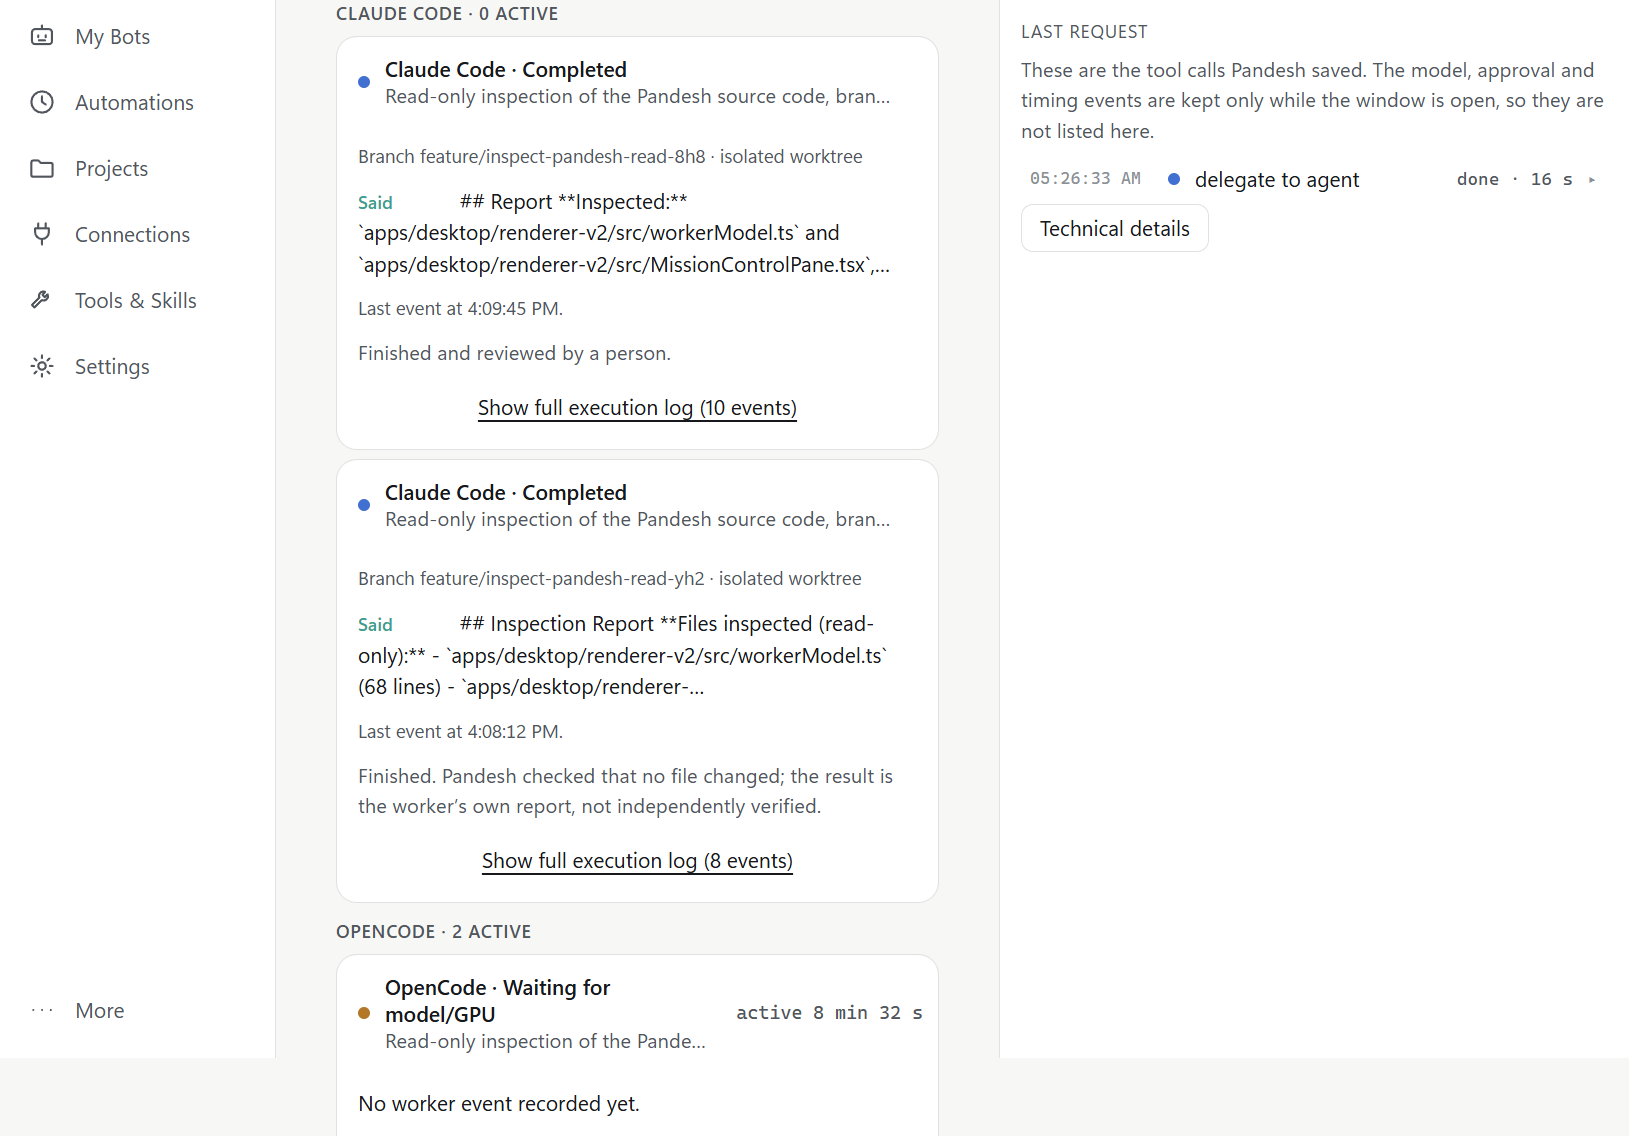 My Bots
Automations
Projects
Connections
Tools & Skills
Settings
··· More
CLAUDE CODE · 0 ACTIVE
Claude Code · Completed
Read-only inspection of the Pandesh source code, bran...
Branch feature/inspect-pandesh-read-8h8 · isolated worktree
Said ## Report **Inspected:**
`apps/desktop/renderer-v2/src/workerModel.ts` and
`apps/desktop/renderer-v2/src/MissionControlPane.tsx`,...
Last event at 4:09:45 PM.
Finished and reviewed by a person.
Show full execution log (10 events)
Claude Code · Completed
Read-only inspection of the Pandesh source code, bran...
Branch feature/inspect-pandesh-read-yh2 · isolated worktree
Said ## Inspection Report **Files inspected (read-
only):** - `apps/desktop/renderer-v2/src/workerModel.ts`
(68 lines) - `apps/desktop/renderer-...
Last event at 4:08:12 PM.
Finished. Pandesh checked that no file changed; the result is
the worker’s own report, not independently verified.
Show full execution log (8 events)
OPENCODE · 2 ACTIVE
OpenCode · Waiting for
model/GPU
active 8 min 32 s
Read-only inspection of the Pande...
No worker event recorded yet.
LAST REQUEST
These are the tool calls Pandesh saved. The model, approval and
timing events are kept only while the window is open, so they are
not listed here.
05:26:33 AM delegate to agent done · 16 s ▸
Technical details